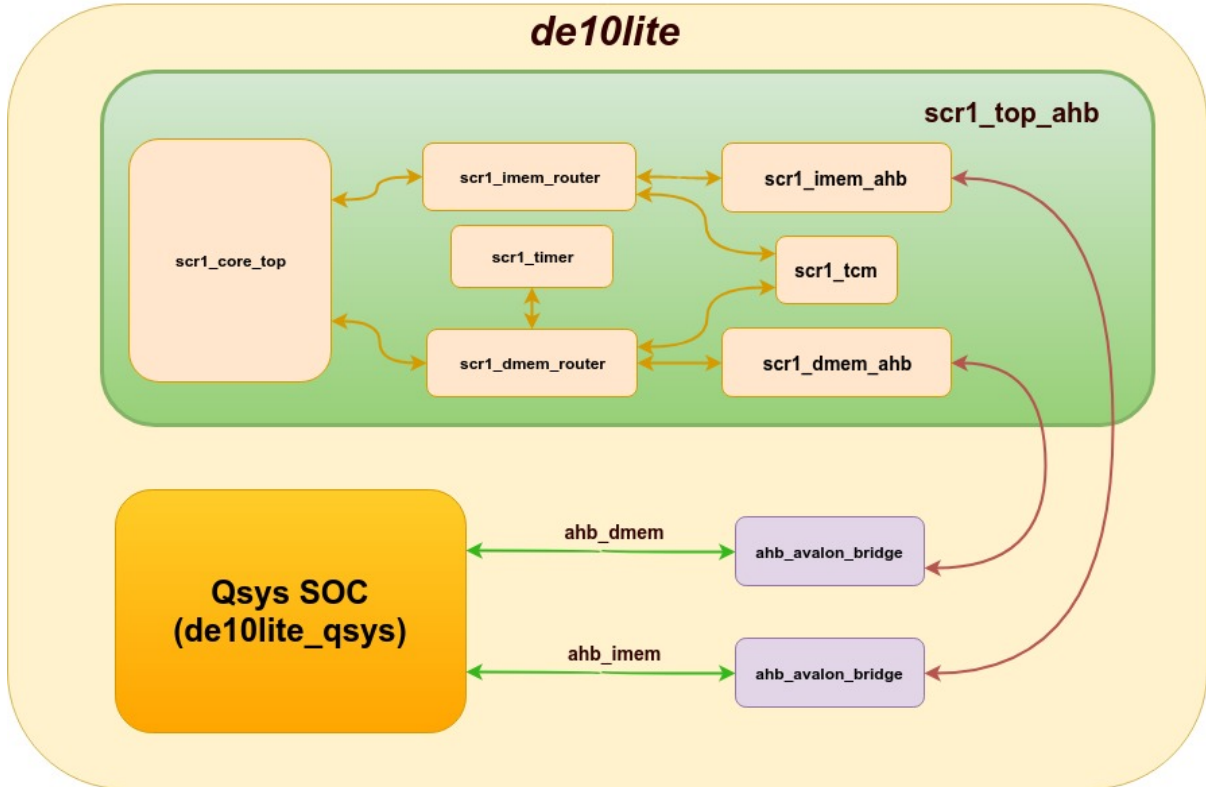 de10lite
scr1_top_ahb
scr1_core_top
scr1_imem_router
scr1_imem_ahb
scr1_timer
scr1_tcm
scr1_dmem_router
scr1_dmem_ahb
Qsys SOC
(de10lite_qsys)
ahb_dmem
ahb_avalon_bridge
ahb_imem
ahb_avalon_bridge